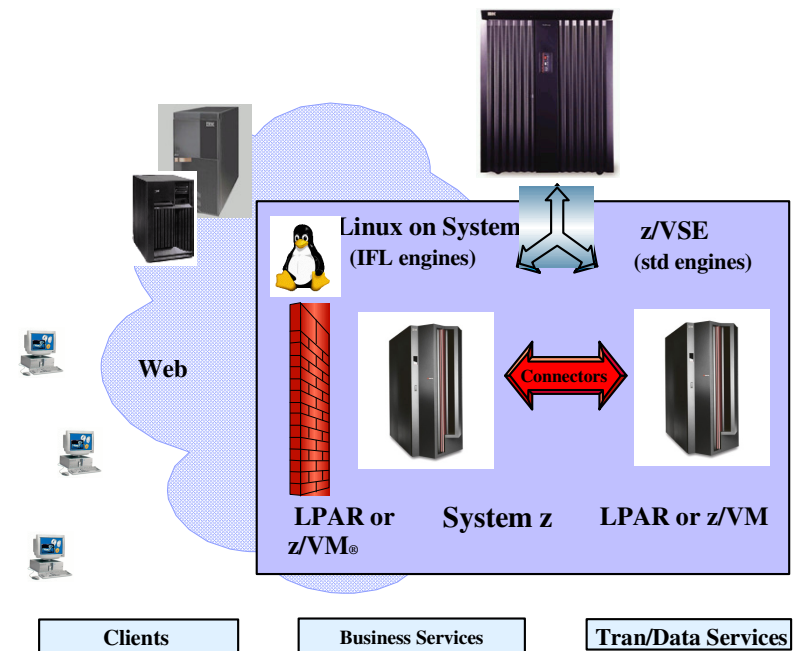 Linux on System
(IFL engines)
z/VSE
(std engines)
Web
Connectors
LPAR or
z/VM®
System z
LPAR or z/VM
Clients
Business Services
Tran/Data Services